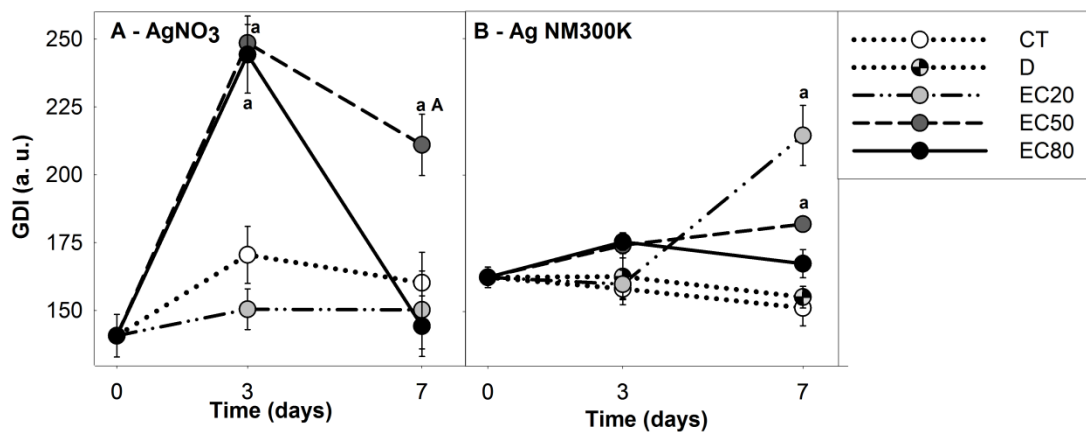 A - AgNO3
B - Ag NM300K
CT
D
EC20
EC50
EC80
GDI (a. u.)
250
225
200
175
150
a
a
a A
a
a
0
3
7
0
3
7
Time (days)
Time (days)